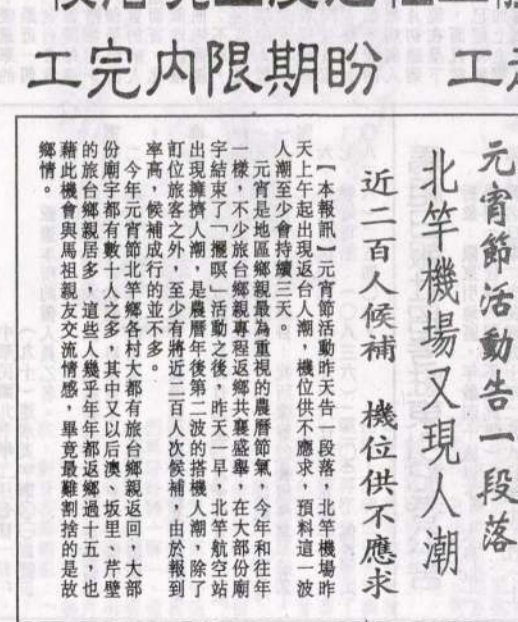 工　盼期限內完工
元宵節活動告一段落
北竿機場又現人潮
近二百人候補　機位供不應求
【本報訊】元宵節活動昨天告一段落，北竿機場昨
天上午起出現返台人潮，機位供不應求，預料這一波
人潮至少會持續三天。
元宵是地區鄉親最為重視的農曆節氣，今年和往年
一樣，不少旅台鄉親專程返鄉共襄盛舉，在大部份廟
宇結束了「擺暝」活動之後，昨天一早，北竿航空站
出現擁擠人潮，是農曆年後第二波的搭機人潮，除了
訂位旅客之外，至少有將近二百人次候補，由於報到
率高，候補成行的並不多。
今年元宵節北竿鄉各村大都有旅台鄉親返回，大部
份廟宇都有數十人之多，其中又以后澳、坂里、芹壁
的旅台鄉親居多，這些人幾乎年年都返鄉過十五，也
藉此機會與馬祖親友交流情感，畢竟最難割捨的是故
鄉情。